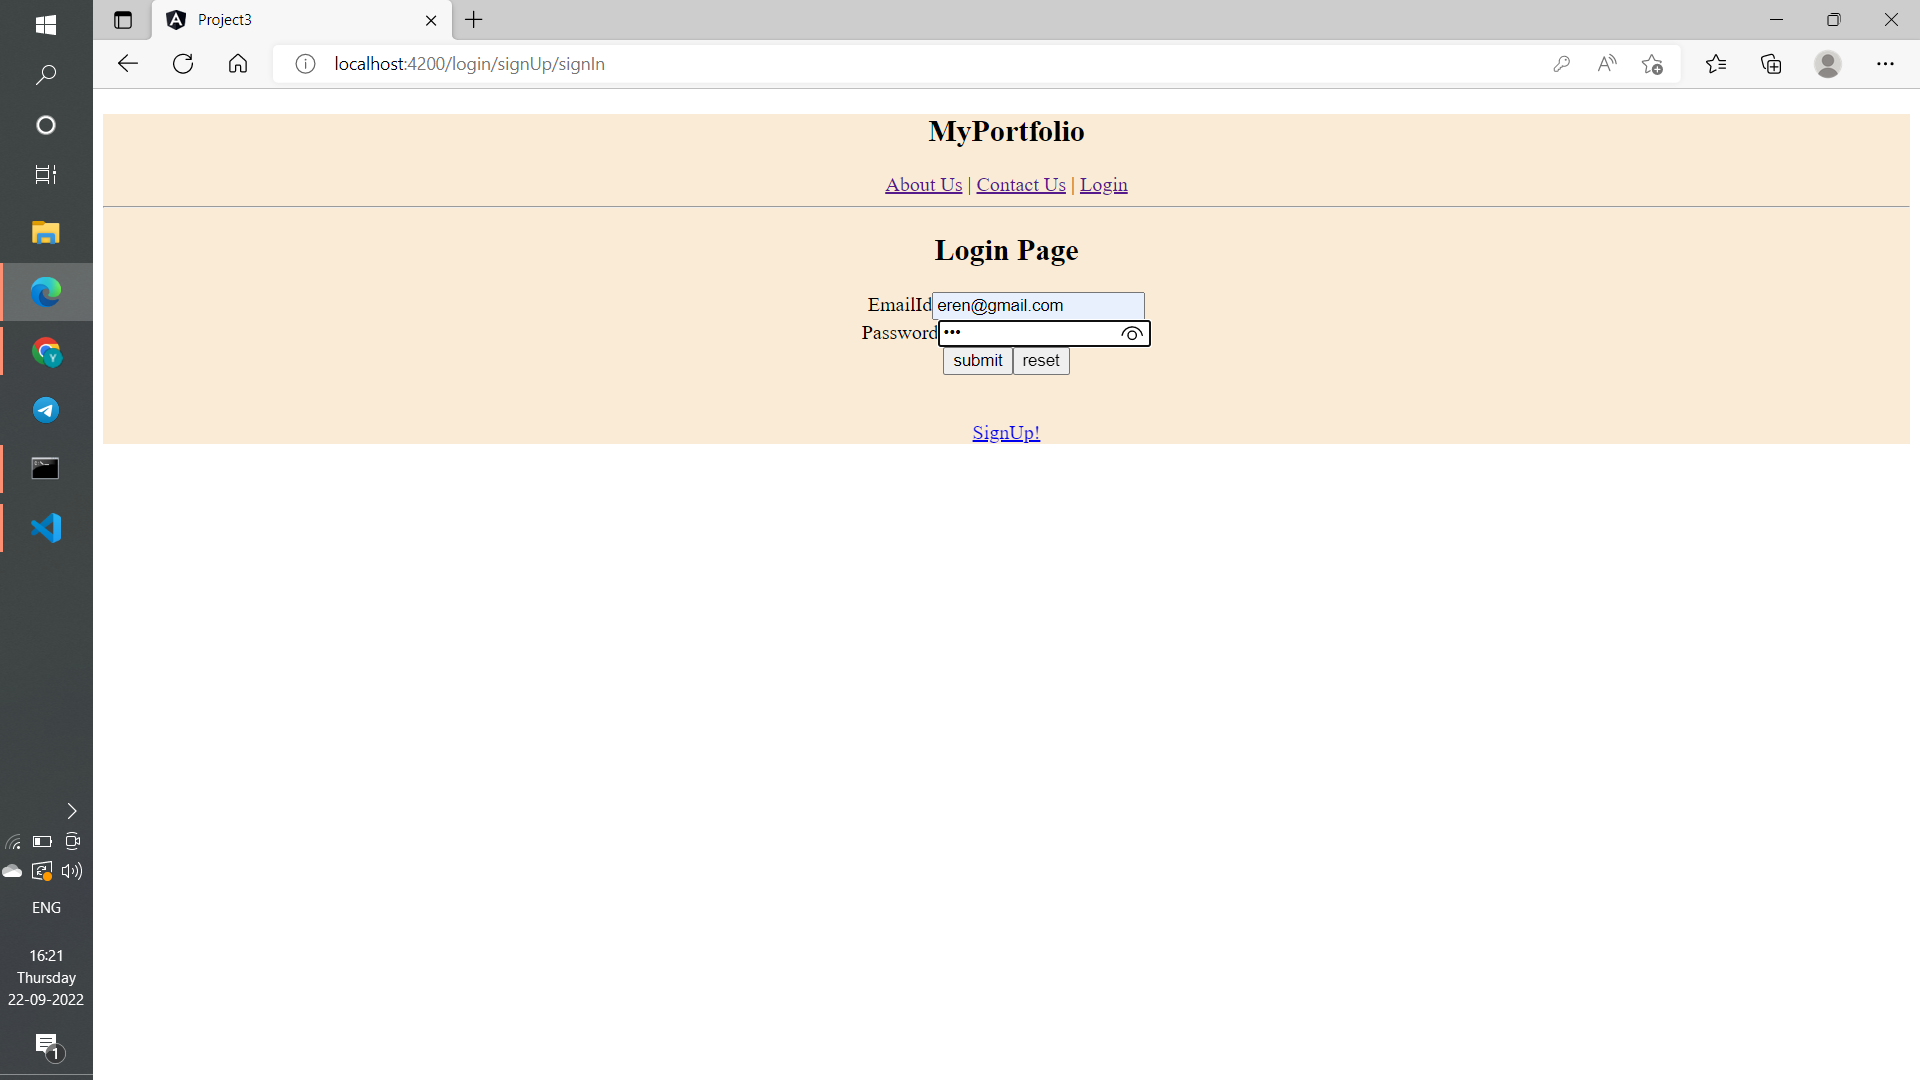 Project3
localhost:4200/login/signUp/signIn
MyPortfolio
About Us | Contact Us | Login
Login Page
EmailId eren@gmail.com
Password •••
submit reset
SignUp!
Y
ENG
16:21
Thursday
22-09-2022
1